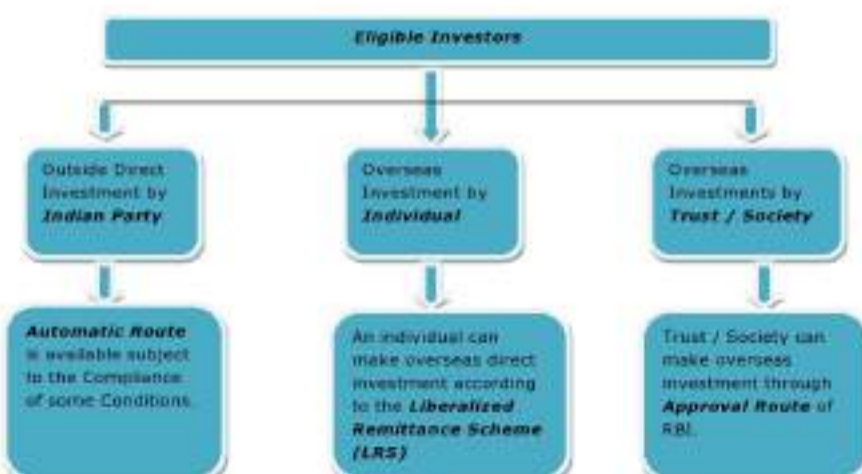 Eligible Investors
Outside Direct
Investment by
Indian Party
Overseas
Investment by
Individual
Overseas
Investments by
Trust / Society
Automatic Route
is available subject
to the Compliance
of some Conditions.
An individual can
make overseas direct
investment according
to the Liberalized
Remittance Scheme
(LRS)
Trust / Society can
make overseas
investment through
Approval Route of
RBI.